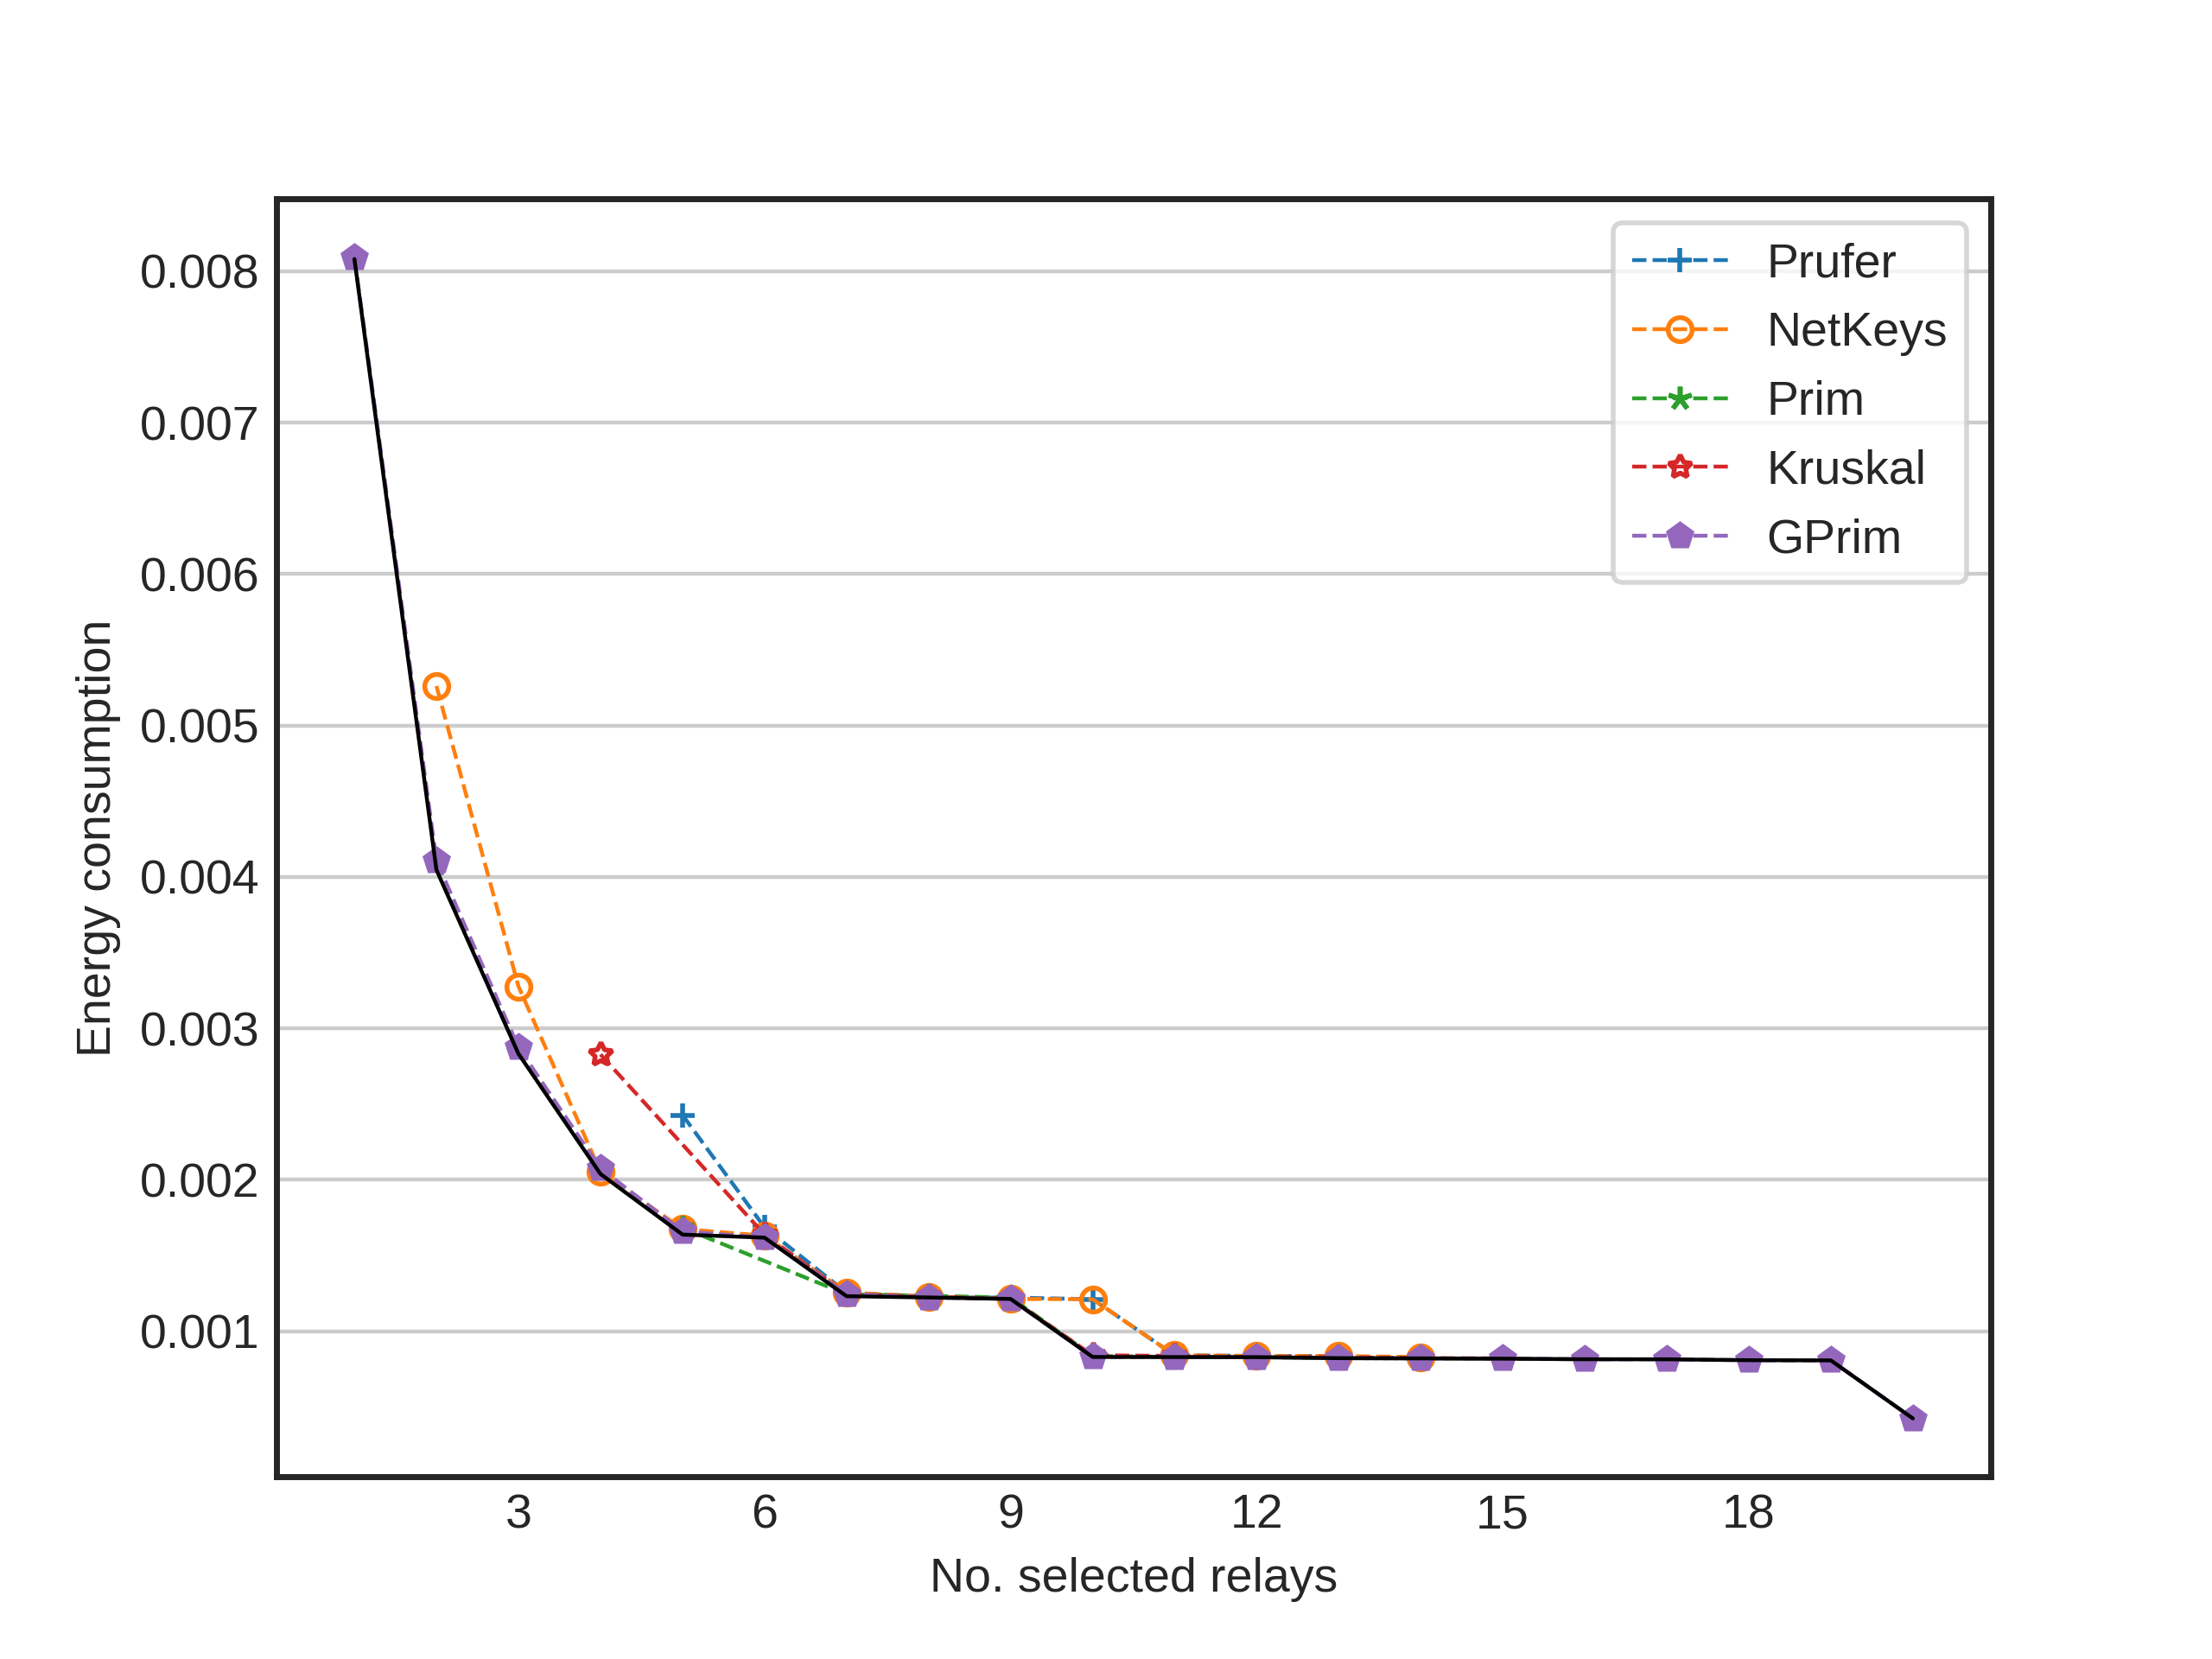 Prufer
NetKeys
Prim
Kruskal
GPrim
0.008
0.007
0.006
0.005
0.004
0.003
0.002
0.001
Energy consumption
3 6 9 12 15 18
No. selected relays